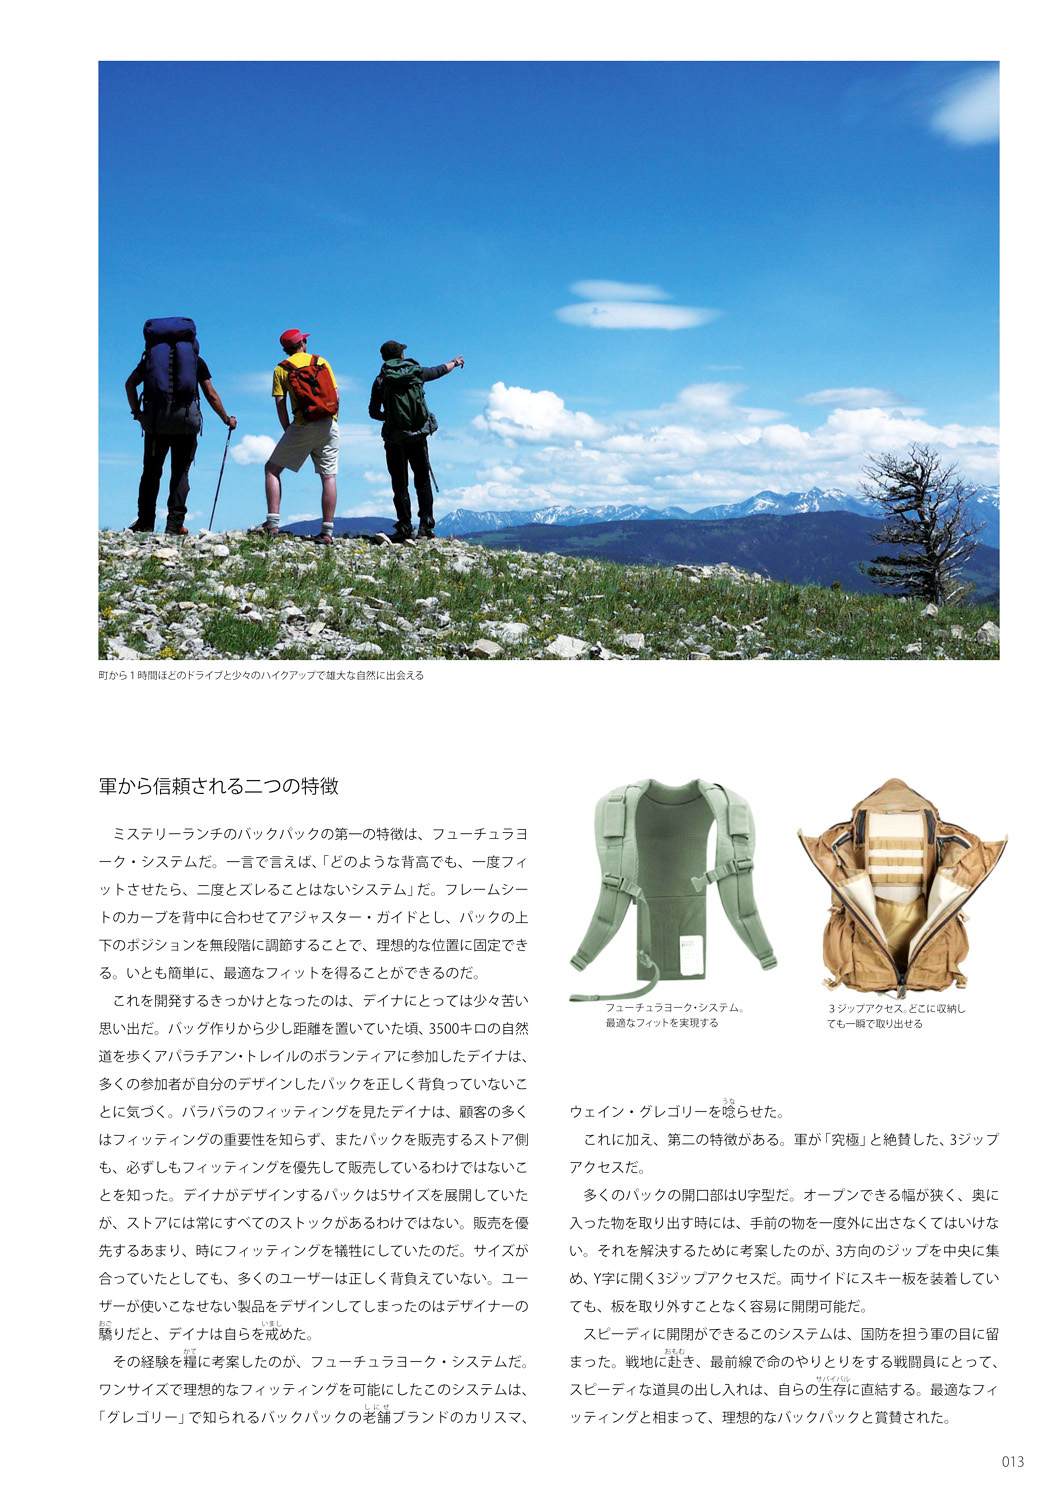 町から1時間ほどのドライブと少々のハイクアップで雄大な自然に出会える
軍から信頼される二つの特徴
ミステリーランチのバックパックの第一の特徴は、フューチュラヨ
ーク・システムだ。一言で言えば、「どのような背高でも、一度フィ
ットさせたら、二度とズレることはないシステム」だ。フレームシー
トのカーブを背中に合わせてアジャスター・ガイドとし、パックの上
下のポジションを無段階に調節することで、理想的な位置に固定でき
る。いとも簡単に、最適なフィットを得ることができるのだ。
これを開発するきっかけとなったのは、デイナにとっては少々苦い
思い出だ。バッグ作りから少し距離を置いていた頃、3500キロの自然
道を歩くアパラチアン・トレイルのボランティアに参加したデイナは、
多くの参加者が自分のデザインしたパックを正しく背負っていないこ
とに気づく。バラバラのフィッティングを見たデイナは、顧客の多く
はフィッティングの重要性を知らず、またパックを販売するストア側
も、必ずしもフィッティングを優先して販売しているわけではないこ
とを知った。デイナがデザインするパックは5サイズを展開していた
が、ストアには常にすべてのストックがあるわけではない。販売を優
先するあまり、時にフィッティングを犠牲にしていたのだ。サイズが
合っていたとしても、多くのユーザーは正しく背負えていない。ユー
ザーが使いこなせない製品をデザインしてしまったのはデザイナーの
おご いまし
驕りだと、デイナは自らを戒めた。
かて
その経験を糧に考案したのが、フューチュラヨーク・システムだ。
ワンサイズで理想的なフィッティングを可能にしたこのシステムは、
しにせ
「グレゴリー」で知られるバックパックの老舗ブランドのカリスマ、
フューチュラヨーク・システム。
最適なフィットを実現する
3ジップアクセス。どこに収納し
ても一瞬で取り出せる
うな
ウェイン・グレゴリーを唸らせた。
これに加え、第二の特徴がある。軍が「究極」と絶賛した、3ジップ
アクセスだ。
多くのパックの開口部はU字型だ。オープンできる幅が狭く、奥に
入った物を取り出す時には、手前の物を一度外に出さなくてはいけな
い。それを解決するために考案したのが、3方向のジップを中央に集
め、Y字に開く3ジップアクセスだ。両サイドにスキー板を装着してい
ても、板を取り外すことなく容易に開閉可能だ。
スピーディに開閉ができるこのシステムは、国防を担う軍の目に留
おもむ
まった。戦地に赴き、最前線で命のやりとりをする戦闘員にとって、
サバイバル
スピーディな道具の出し入れは、自らの生存に直結する。最適なフィ
ッティングと相まって、理想的なバックパックと賞賛された。
013